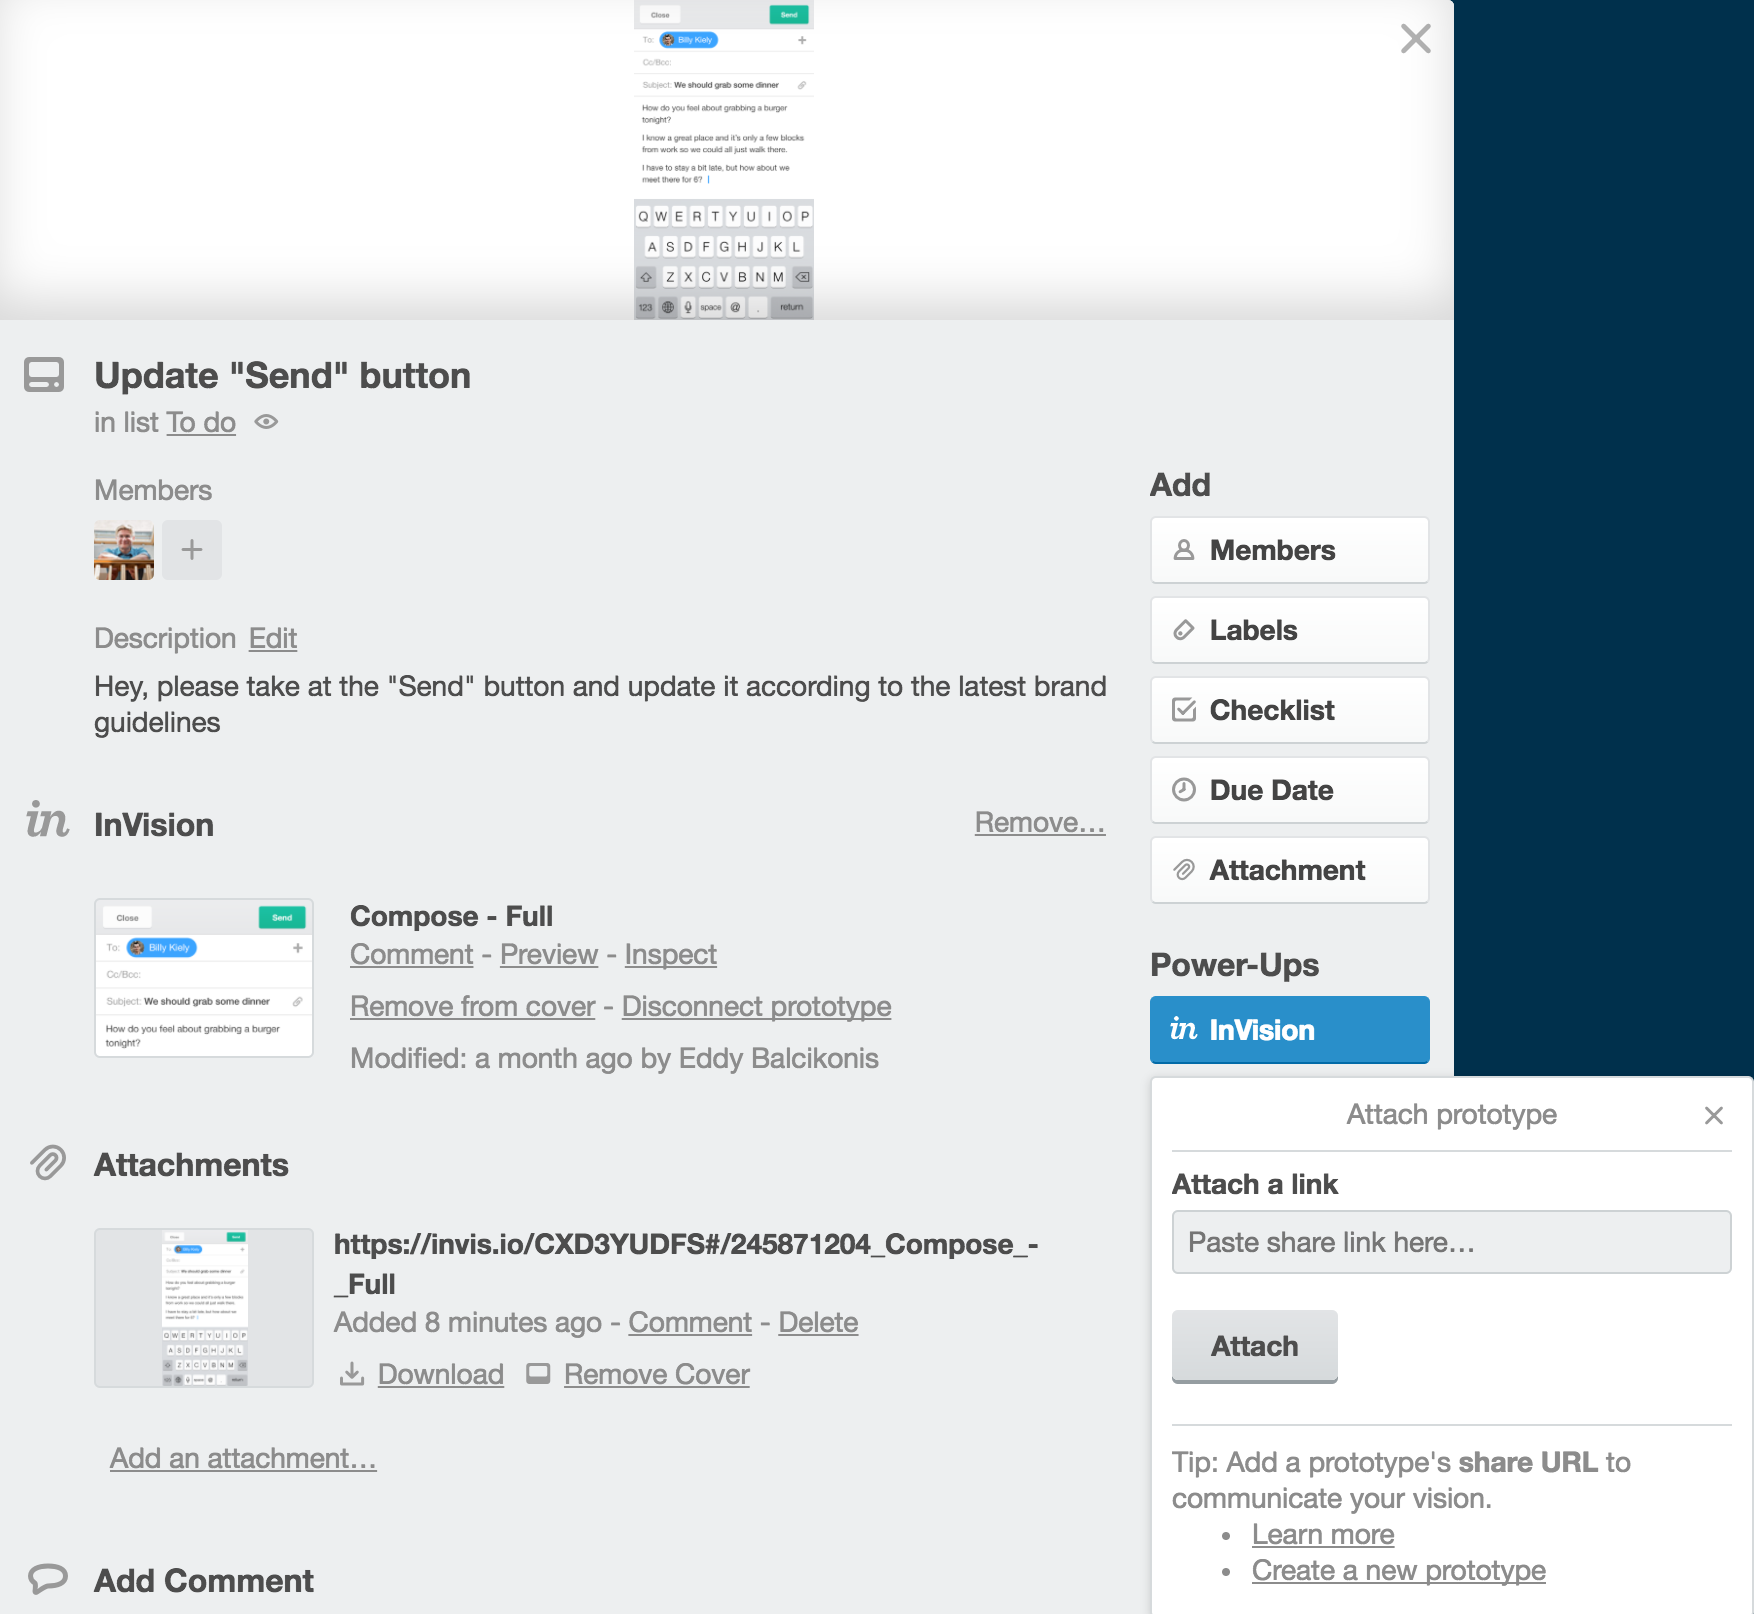 Close Send
To: Billy Kiely +
Cc/Bcc:
Subject: We should grab some dinner
How do you feel about grabbing a burger
tonight?
I know a great place and it's only a few blocks
from work so we could all just walk there.
I have to stay a bit late, but how about we
meet there for 6?
Q W E R T Y U I O P
A S D F G H J K L
Z X C V B N M
123 space @ . return
Update "Send" button
in list To do
Members
+
Description Edit
Hey, please take at the "Send" button and update it according to the latest brand
guidelines
in InVision Remove...
Close Send
To: Billy Kiely +
Cc/Bcc:
Subject: We should grab some dinner
How do you feel about grabbing a burger
tonight?
Compose - Full
Comment - Preview - Inspect
Remove from cover - Disconnect prototype
Modified: a month ago by Eddy Balcikonis
Attachments
https://invis.io/CXD3YUDFS#/245871204_Compose_-
_Full
Added 8 minutes ago - Comment - Delete
Download Remove Cover
Add an attachment...
Add Comment
Add
Members
Labels
Checklist
Due Date
Attachment
Power-Ups
in InVision
Attach prototype
Attach a link
Paste share link here...
Attach
Tip: Add a prototype's share URL to
communicate your vision.
• Learn more
• Create a new prototype